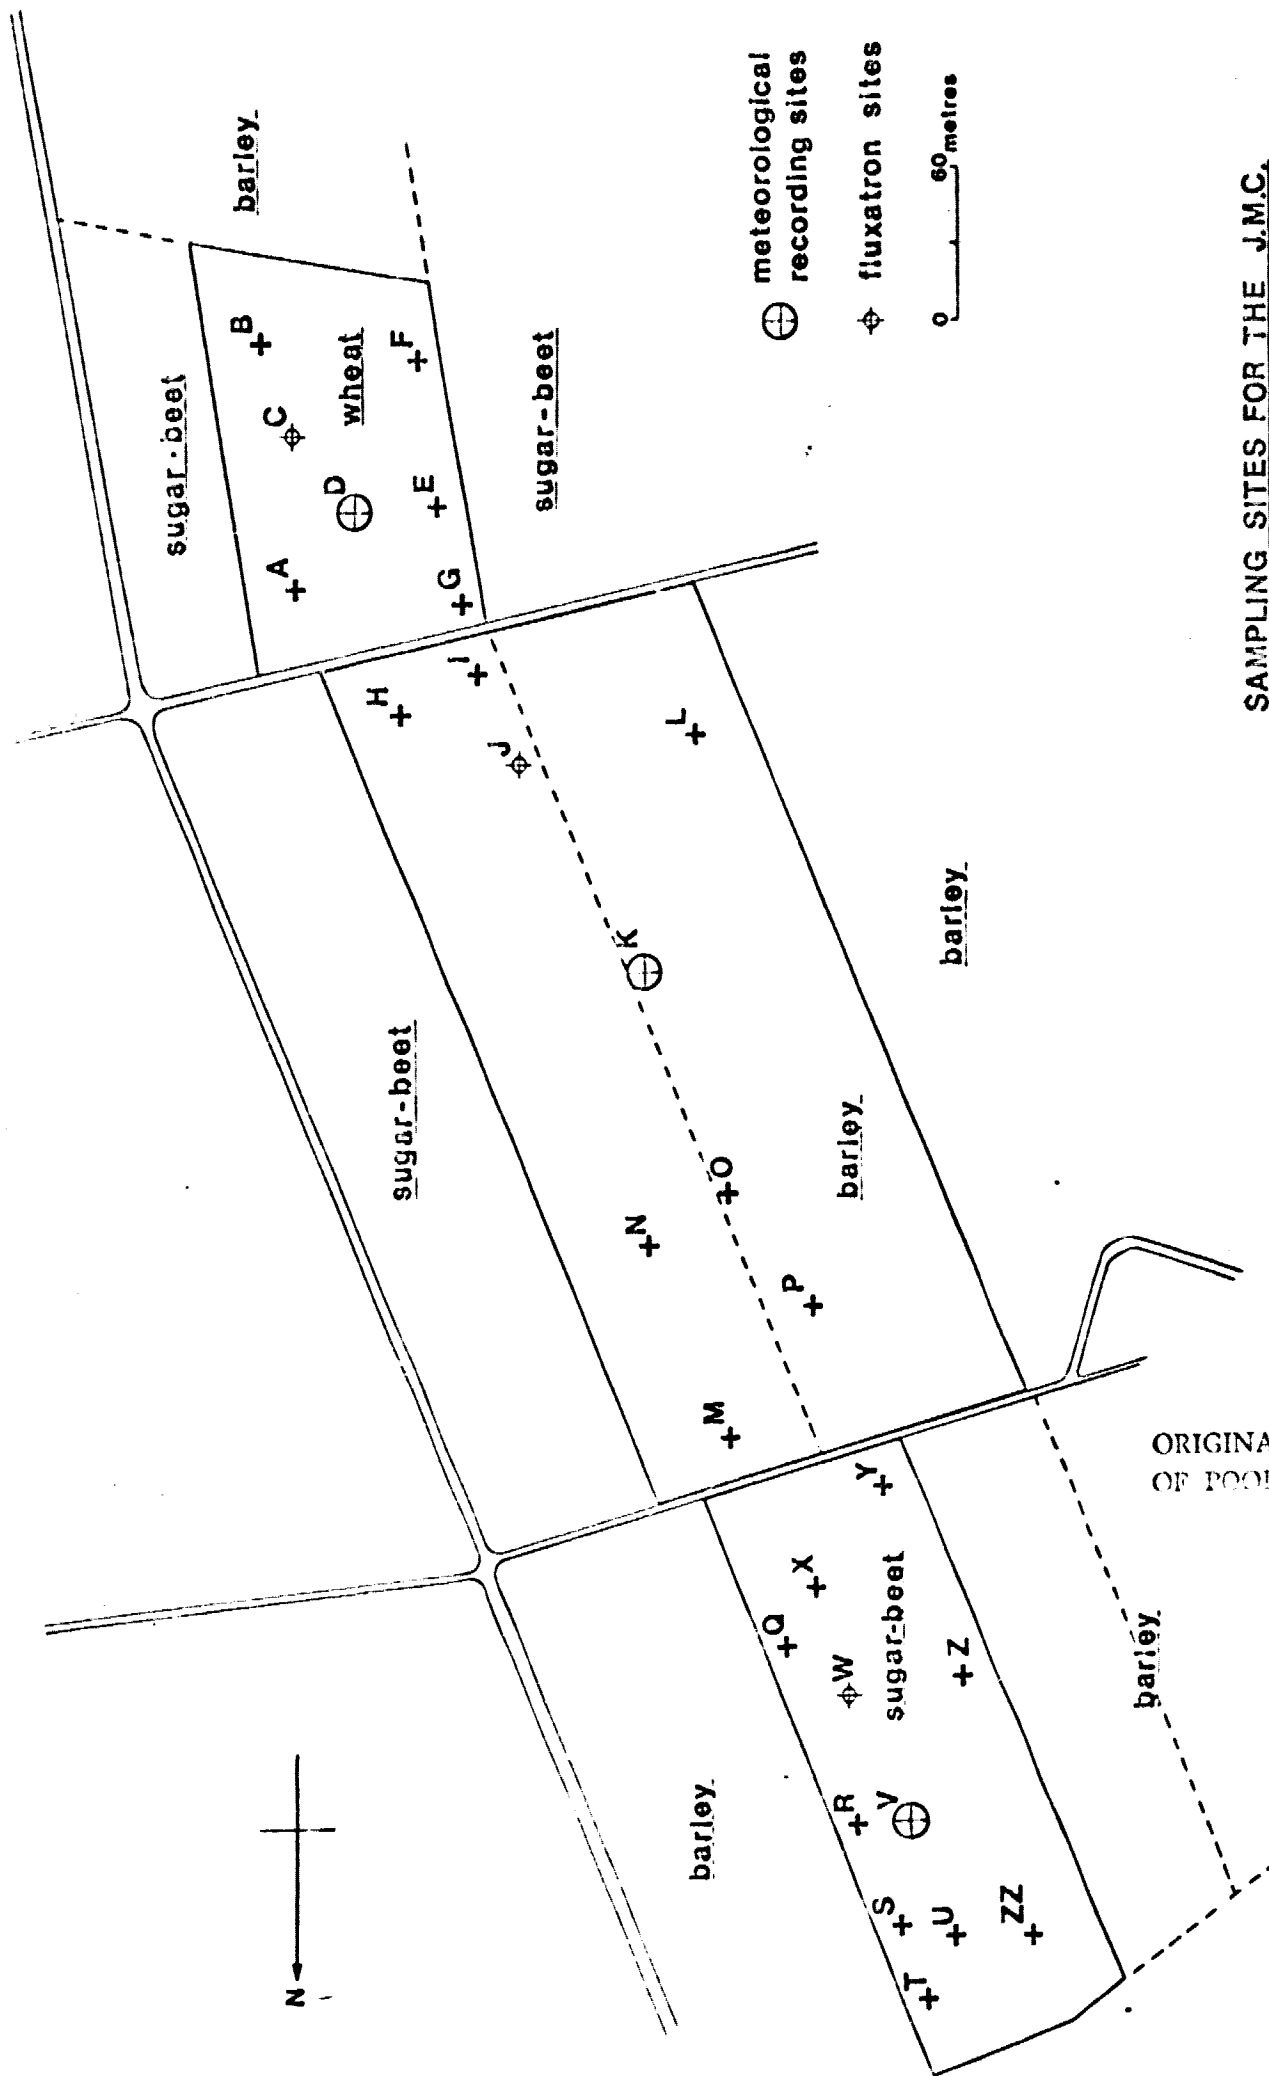 barley
sugar-beet
B
C
wheat
F
D
A
E
G
sugar-beet
meteorological
recording sites
fluxatron sites
0 60 metres
H
I
J
L
sugar-beet
K
barley
N
O
barley
P
M
Y
X
Q
sugar-beet
W
Z
barley
R
V
barley
S
U
ZZ
T
N
SAMPLING SITES FOR THE J.M.C.
ORIGINA
OF POO